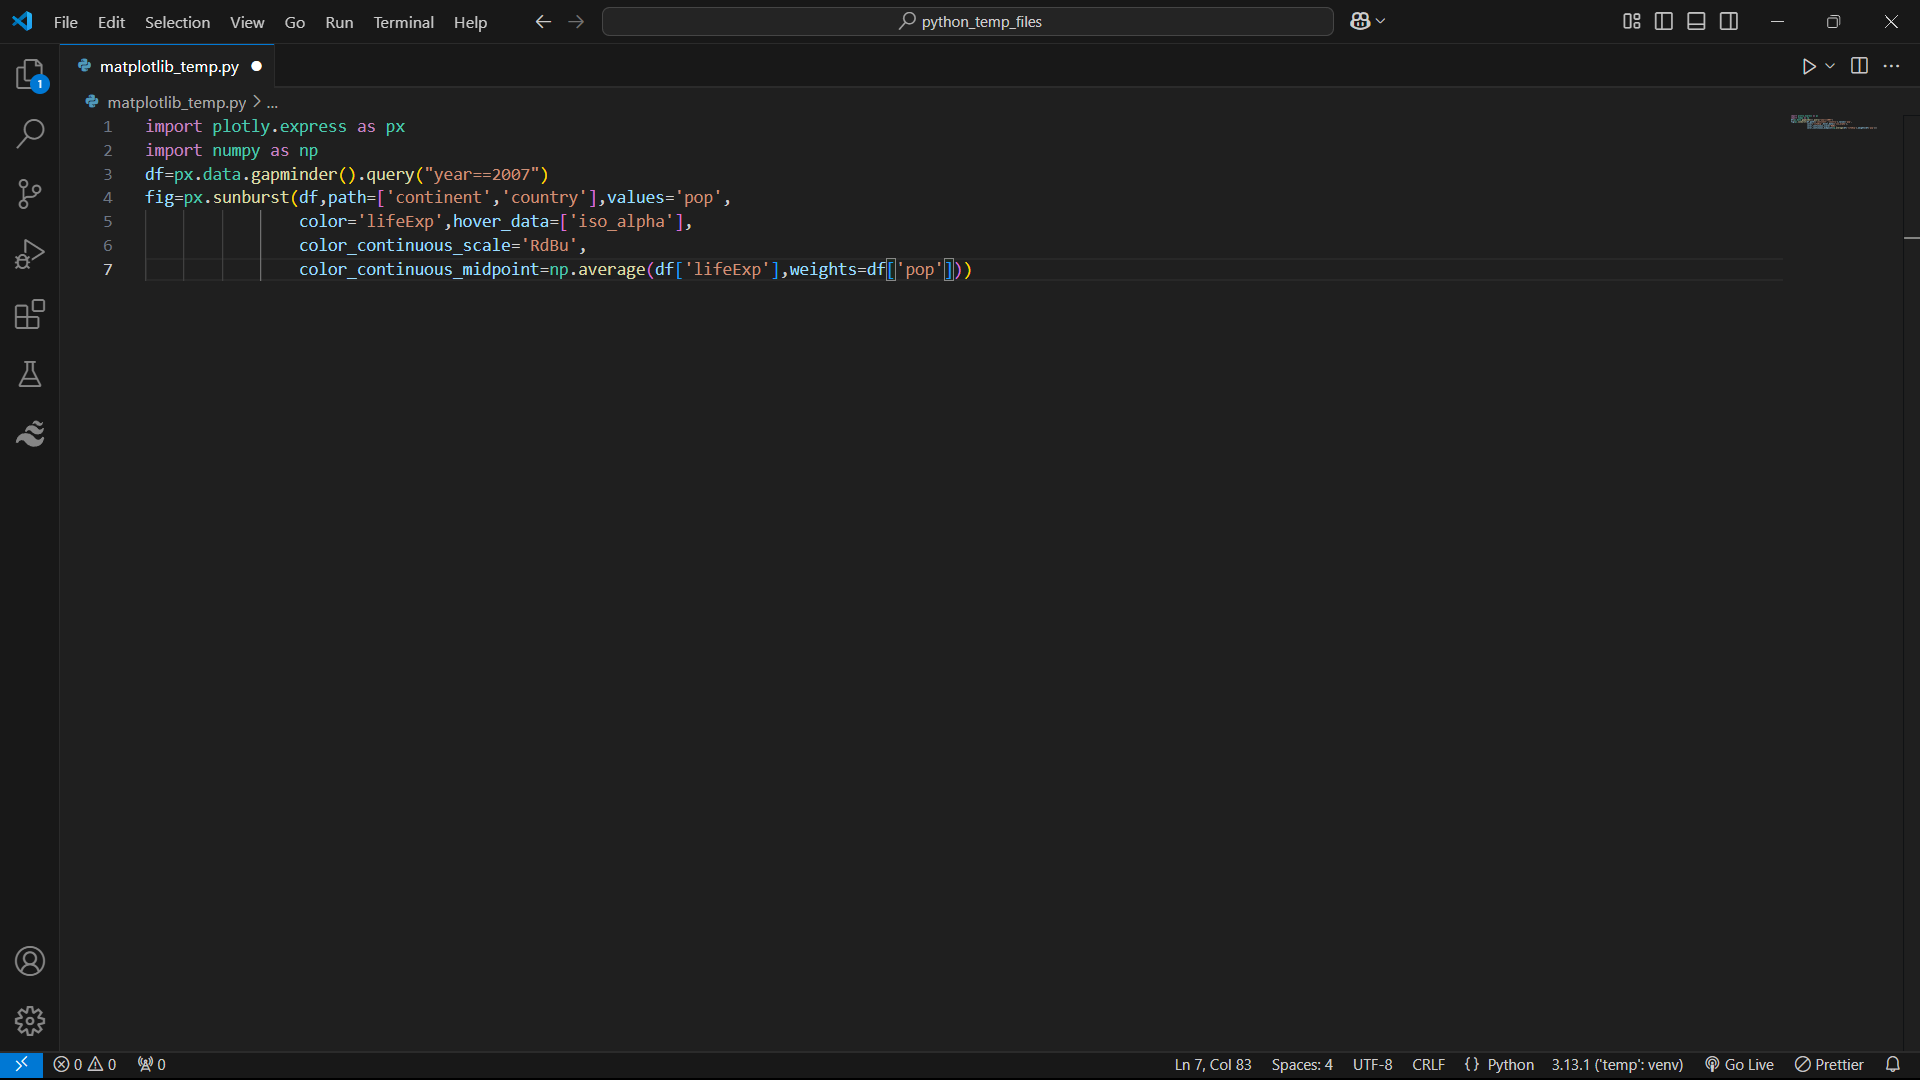 File Edit Selection View Go Run Terminal Help python_temp_files
matplotlib_temp.py
matplotlib_temp.py > ...
1 import plotly.express as px
2 import numpy as np
3 df=px.data.gapminder().query("year==2007")
4 fig=px.sunburst(df,path=['continent','country'],values='pop',
5 color='lifeExp',hover_data=['iso_alpha'],
6 color_continuous_scale='RdBu',
7 color_continuous_midpoint=np.average(df['lifeExp'],weights=df['pop']))
1
0 0 0 Ln 7, Col 83 Spaces: 4 UTF-8 CRLF {} Python 3.13.1 ('temp': venv) Go Live Prettier